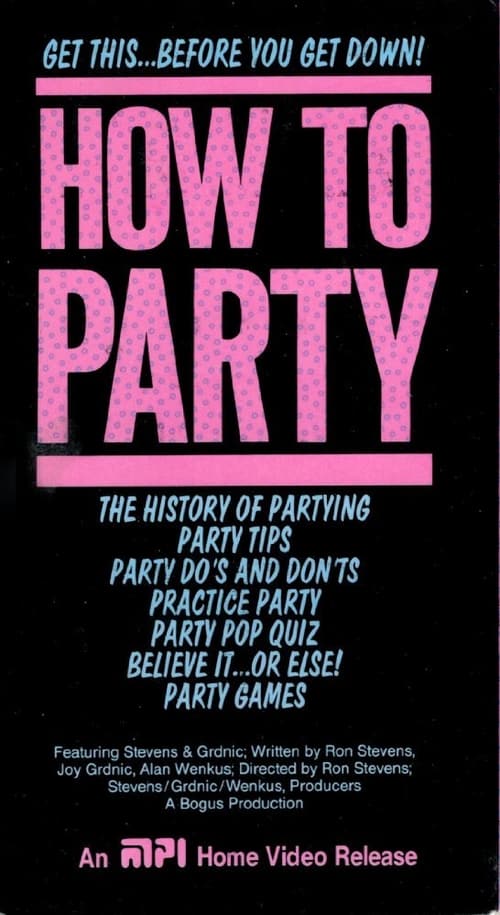 GET THIS...BEFORE YOU GET DOWN!
HOW TO
PARTY
THE HISTORY OF PARTYING
PARTY TIPS
PARTY DO'S AND DON'TS
PRACTICE PARTY
PARTY POP QUIZ
BELIEVE IT...OR ELSE!
PARTY GAMES
Featuring Stevens & Grdnic; Written by Ron Stevens,
Joy Grdnic, Alan Wenkus; Directed by Ron Stevens;
Stevens/Grdnic/Wenkus, Producers
A Bogus Production
An MPI Home Video Release